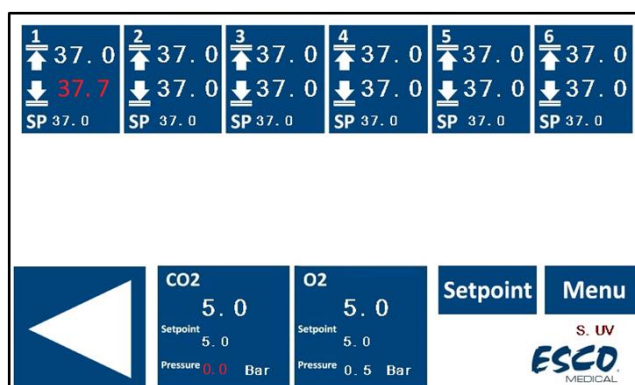 1 2 3 4 5 6
37.0 37.0 37.0 37.0 37.0 37.0
37.7 37.0 37.0 37.0 37.0 37.0
SP 37.0 SP 37.0 SP 37.0 SP 37.0 SP 37.0 SP 37.0
CO2
5.0
Setpoint
5.0
Pressure 0.0 Bar
O2
5.0
Setpoint
5.0
Pressure 0.5 Bar
Setpoint
Menu
S. UV
ESCO
MEDICAL